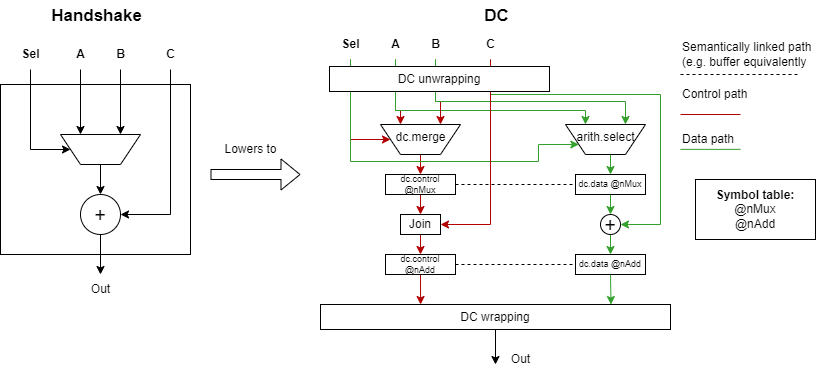 Handshake
DC
Sel
A
B
C
Sel
A
B
C
Semantically linked path
(e.g. buffer equivalently
DC unwrapping
Control path
dc.merge
arith.select
Data path
Lowers to
dc.control
@nMux
dc.data @nMux
Symbol table:
@nMux
@nAdd
+
Join
+
dc.control
@nAdd
dc.data @nAdd
Out
DC wrapping
Out